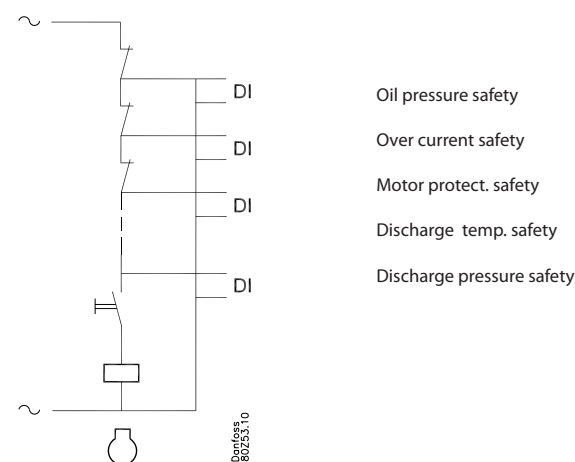 DI
Oil pressure safety
DI
Over current safety
DI
Motor protect. safety
Discharge temp. safety
DI
Discharge pressure safety
Danfoss
80Z53.10